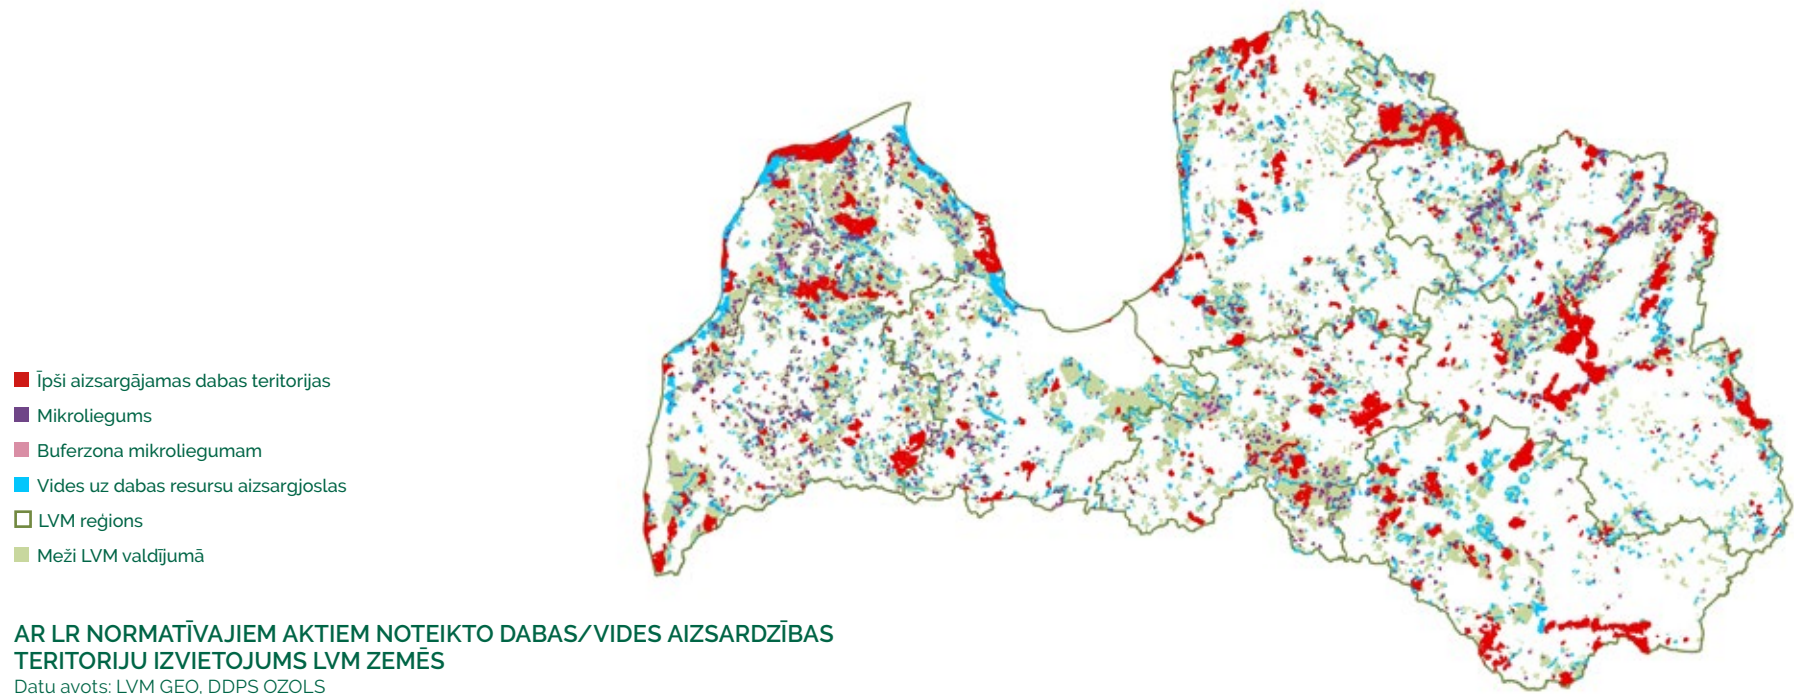 Īpši aizsargājamas dabas teritorijas
Mikroliegums
Buferzona mikroliegumam
Vides uz dabas resursu aizsargjoslas
LVM reģions
Meži LVM valdījumā
AR LR NORMATĪVAJIEM AKTIEM NOTEIKTO DABAS/VIDES AIZSARDZĪBAS
TERITORIJU IZVIETOJUMS LVM ZEMĒS
Datu avots: LVM GEO, DDPS OZOLS